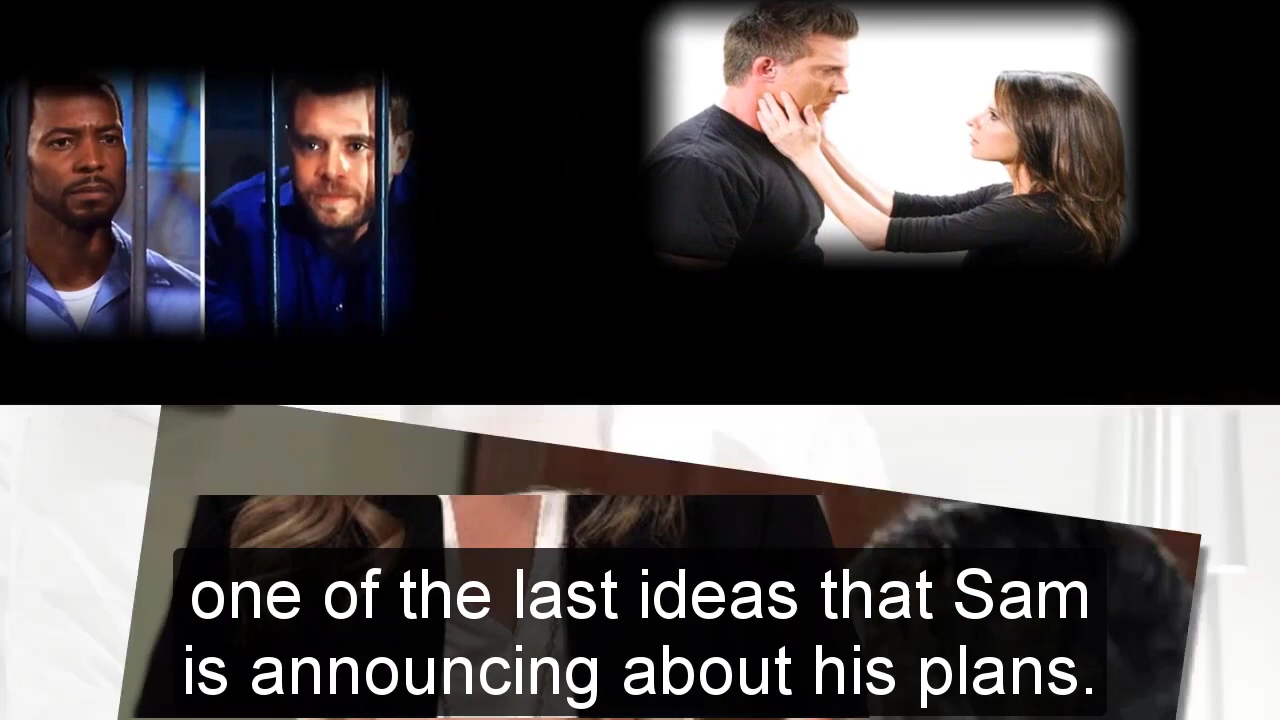 one of the last ideas that Sam
is announcing about his plans.